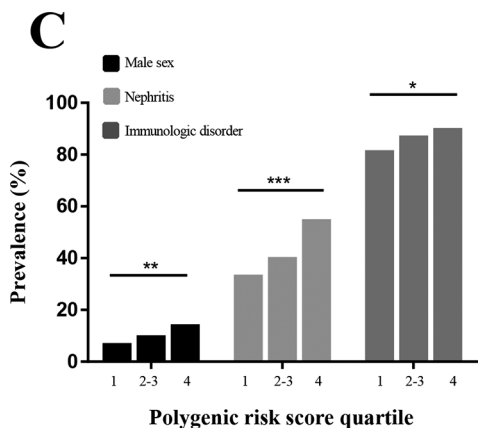 C
Male sex
Nephritis
Immunologic disorder
Prevalence (%)
100
80
60
40
20
0
**
***
*
1 2-3 4 1 2-3 4 1 2-3 4
Polygenic risk score quartile